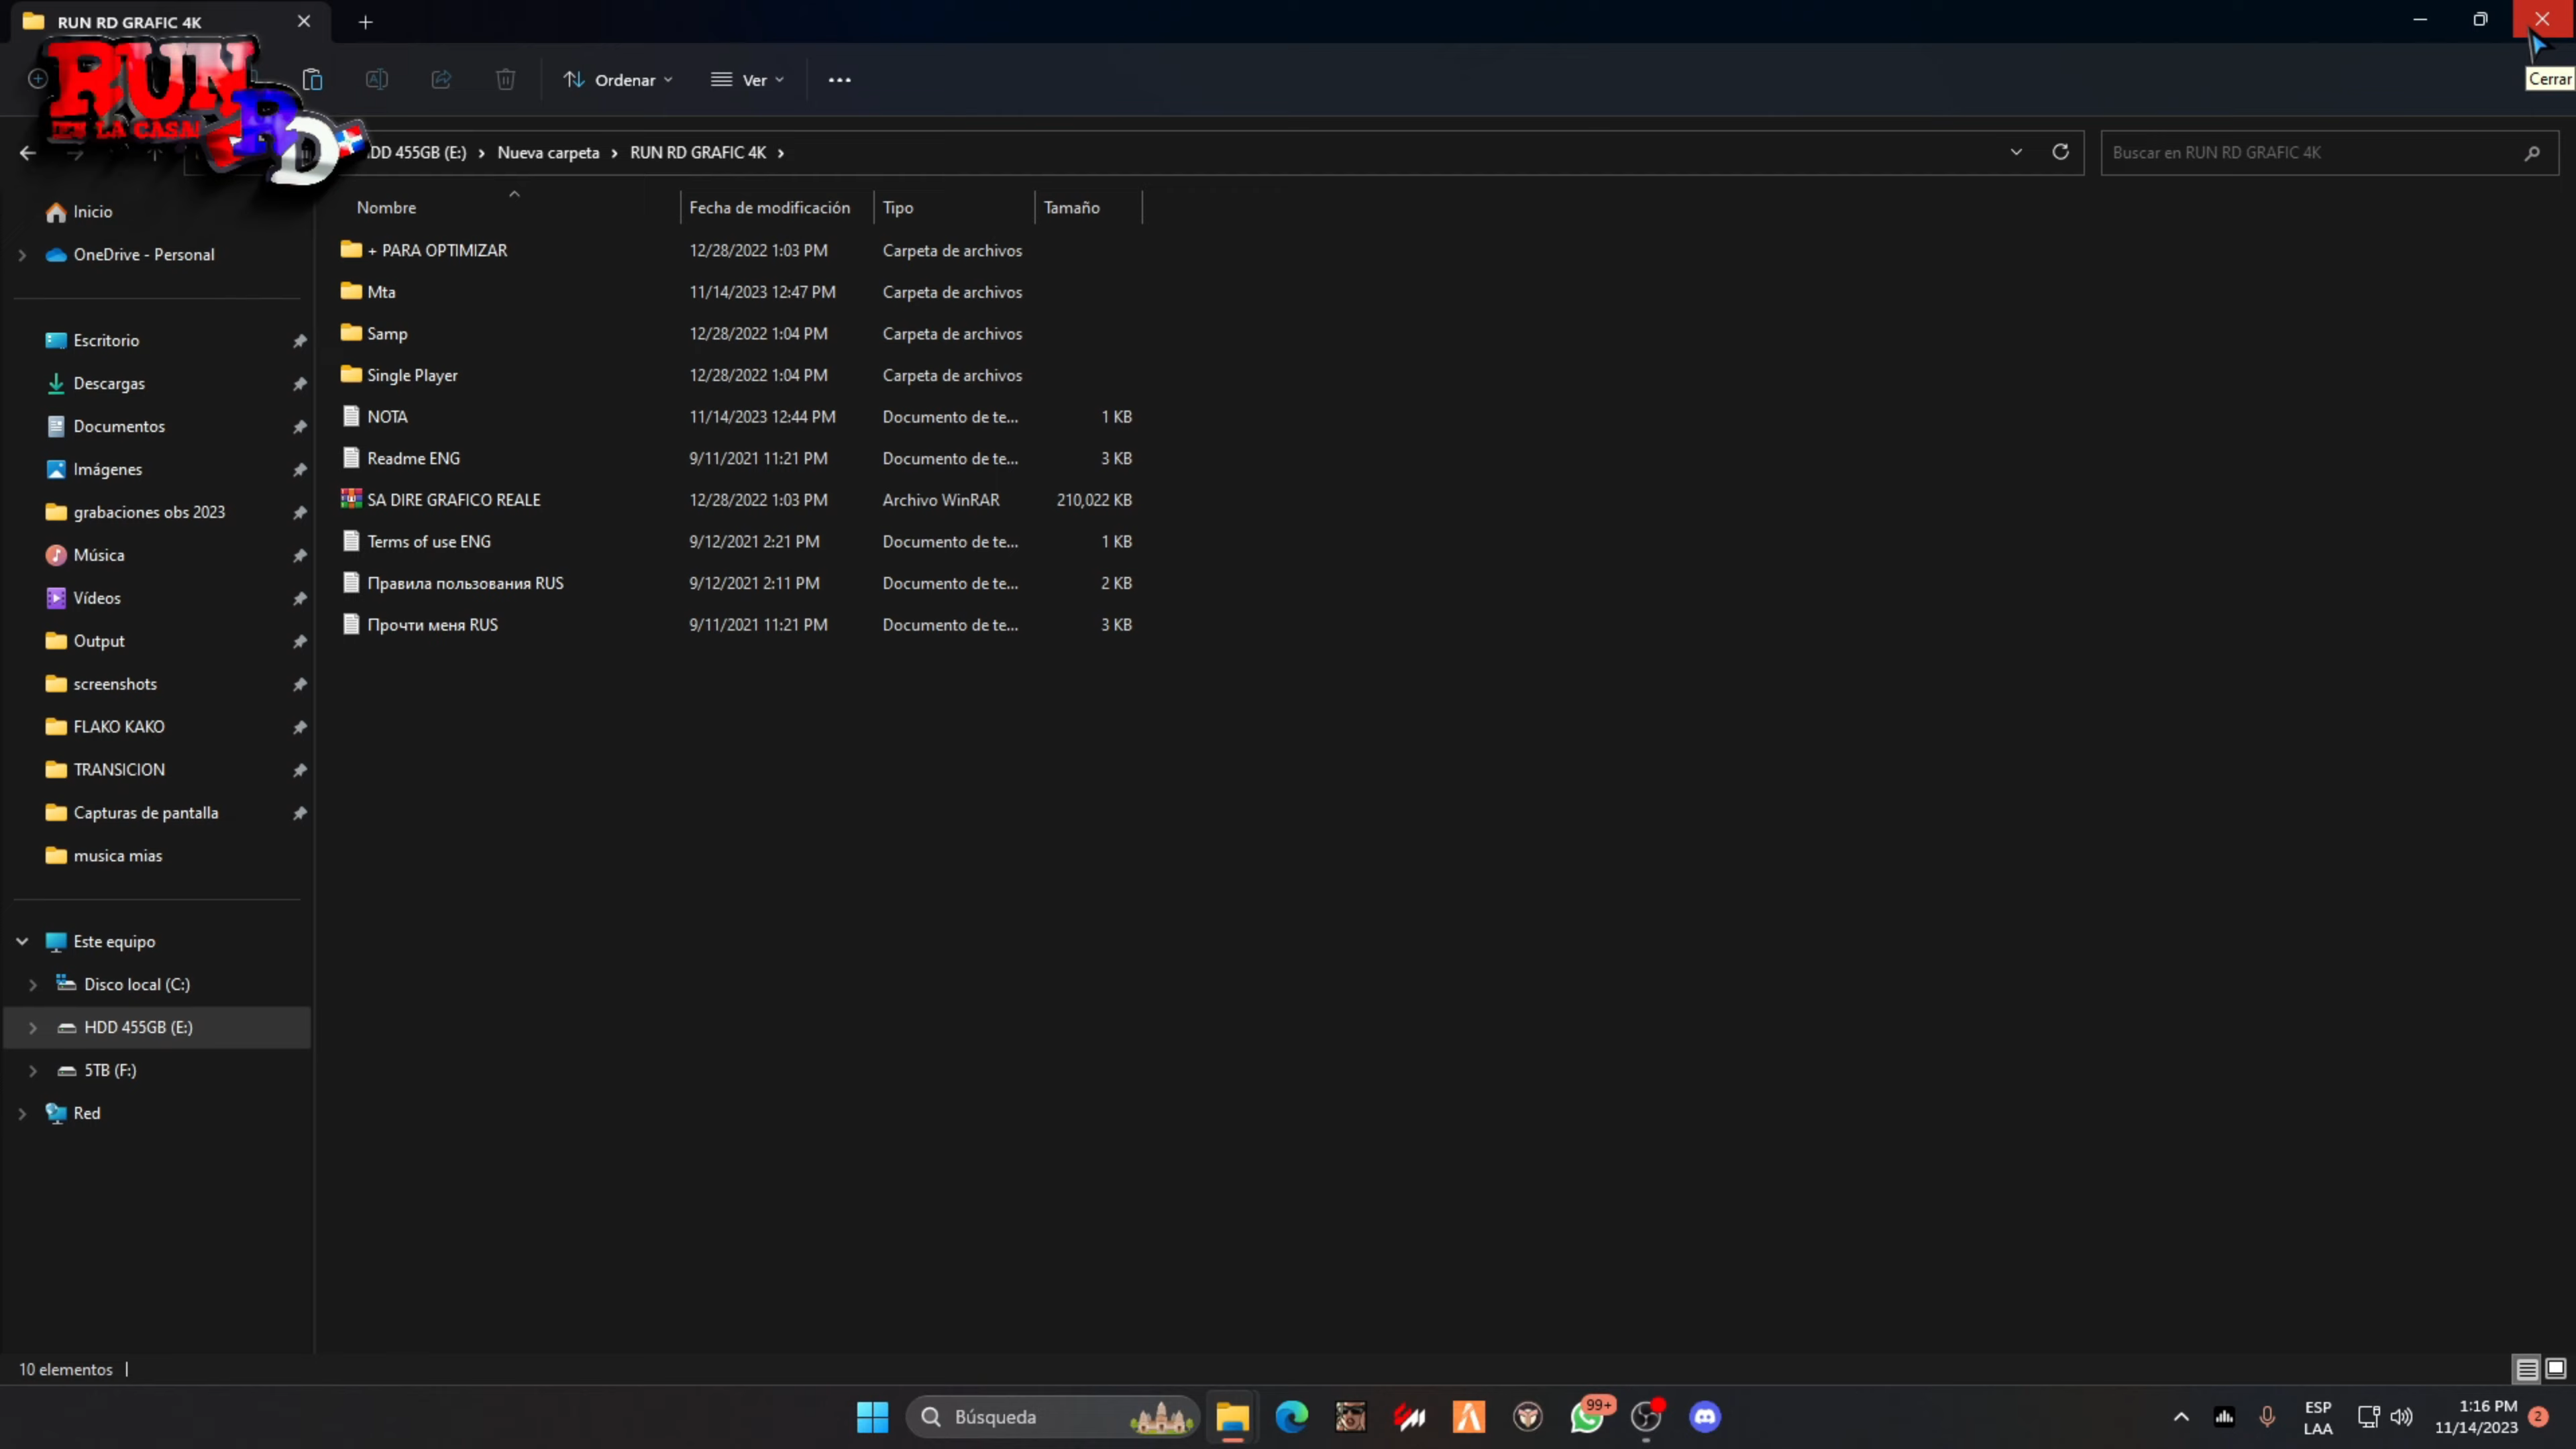 RUN RD GRAFIC 4K
RUN
EN LA CASA!
RD
Ordenar
Ver
Cerrar
HDD 455GB (E:) Nueva carpeta RUN RD GRAFIC 4K
Buscar en RUN RD GRAFIC 4K
Nombre Fecha de modificación Tipo Tamaño
+ PARA OPTIMIZAR 12/28/2022 1:03 PM Carpeta de archivos
Mta 11/14/2023 12:47 PM Carpeta de archivos
Samp 12/28/2022 1:04 PM Carpeta de archivos
Single Player 12/28/2022 1:04 PM Carpeta de archivos
NOTA 11/14/2023 12:44 PM Documento de te... 1 KB
Readme ENG 9/11/2021 11:21 PM Documento de te... 3 KB
SA DIRE GRAFICO REALE 12/28/2022 1:03 PM Archivo WinRAR 210,022 KB
Terms of use ENG 9/12/2021 2:21 PM Documento de te... 1 KB
Правила пользования RUS 9/12/2021 2:11 PM Documento de te... 2 KB
Прочти меня RUS 9/11/2021 11:21 PM Documento de te... 3 KB
Inicio
OneDrive - Personal
Escritorio
Descargas
Documentos
Imágenes
grabaciones obs 2023
Música
Vídeos
Output
screenshots
FLAKO KAKO
TRANSICION
Capturas de pantalla
musica mias
Este equipo
Disco local (C:)
HDD 455GB (E:)
5TB (F:)
Red
10 elementos
Búsqueda
99+
ESP
LAA
1:16 PM
11/14/2023
2